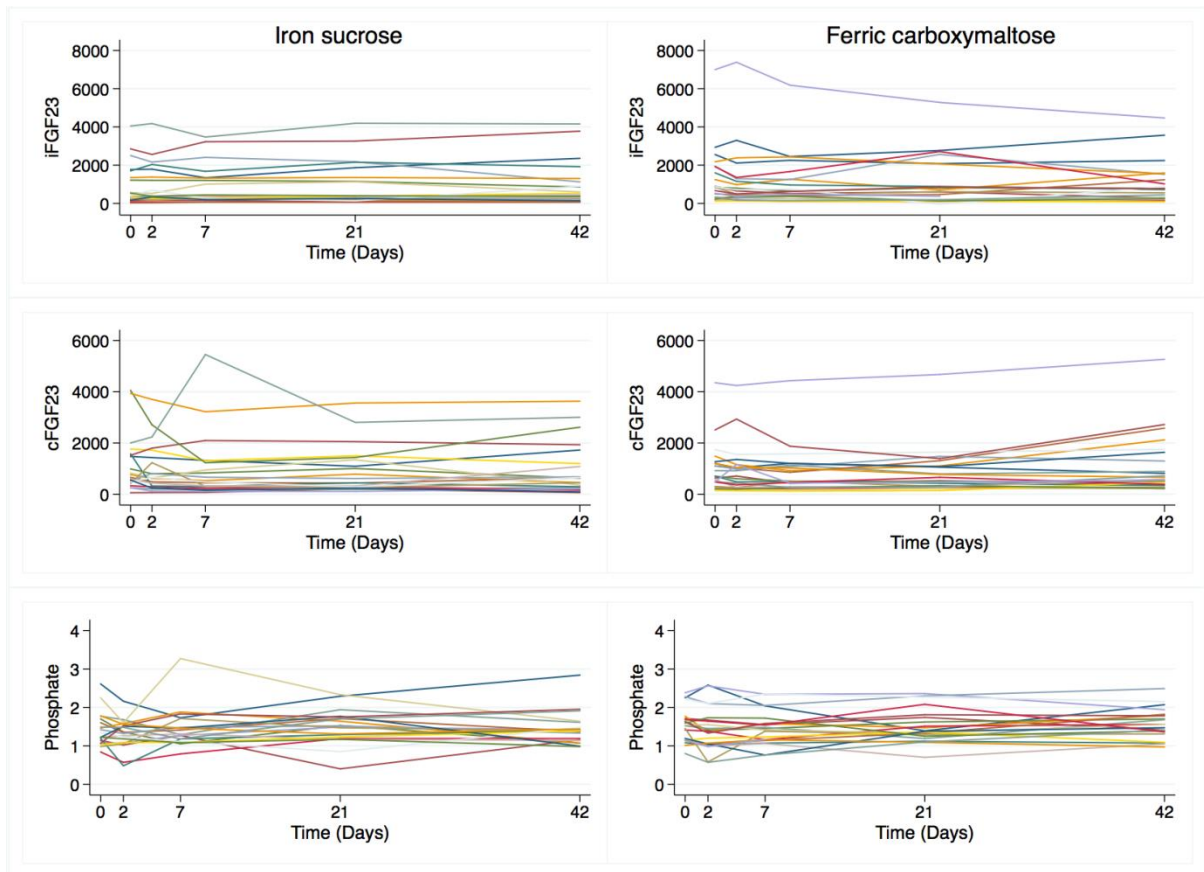 Iron sucrose
8000
6000
4000
2000
0
iFGF23
0 2 7 21 42
Time (Days)
Ferric carboxymaltose
8000
6000
4000
2000
0
iFGF23
0 2 7 21 42
Time (Days)
6000
4000
2000
0
cFGF23
0 2 7 21 42
Time (Days)
6000
4000
2000
0
cFGF23
0 2 7 21 42
Time (Days)
4
3
2
1
0
Phosphate
0 2 7 21 42
Time (Days)
4
3
2
1
0
Phosphate
0 2 7 21 42
Time (Days)